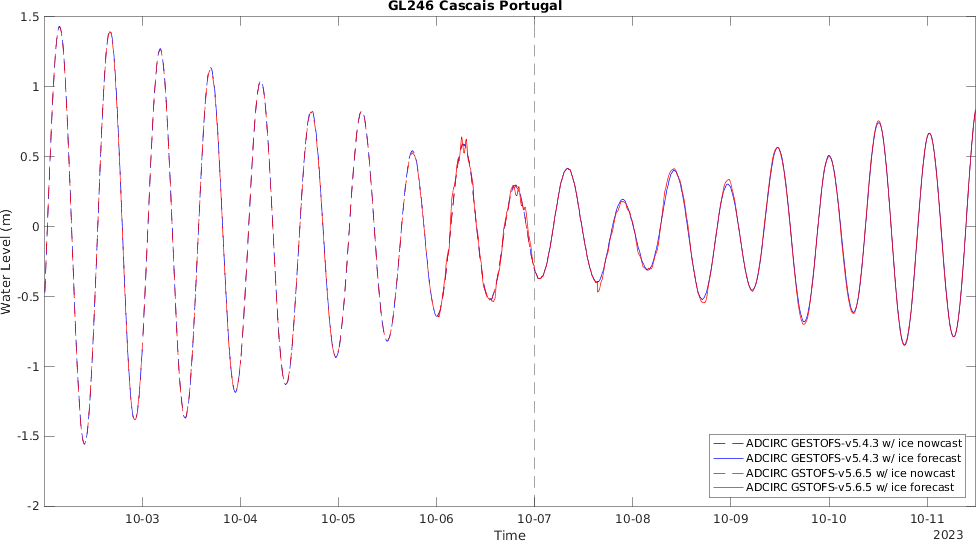 GL246 Cascais Portugal
1.5
1
0.5
0
-0.5
-1
-1.5
-2
Water Level (m)
10-03 10-04 10-05 10-06 10-07 10-08 10-09 10-10 10-11
Time
2023
ADCIRC GESTOFS-v5.4.3 w/ ice nowcast
ADCIRC GESTOFS-v5.4.3 w/ ice forecast
ADCIRC GSTOFS-v5.6.5 w/ ice nowcast
ADCIRC GSTOFS-v5.6.5 w/ ice forecast